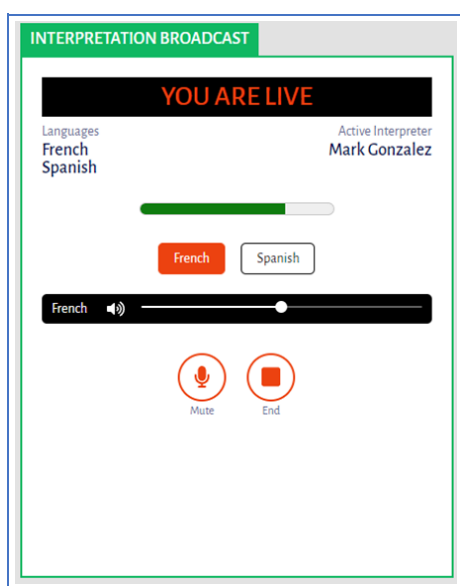 INTERPRETATION BROADCAST
YOU ARE LIVE
Languages
French
Spanish
Active Interpreter
Mark Gonzalez
French
Spanish
French
Mute
End